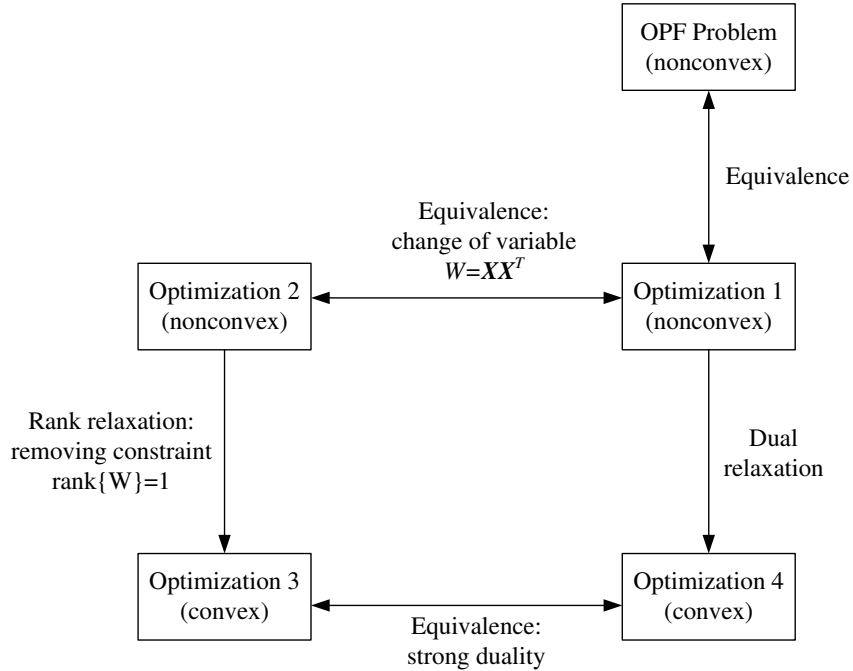 OPF Problem
(nonconvex)
Equivalence
Equivalence:
change of variable
W=XXᵀ
Optimization 2
(nonconvex)
Optimization 1
(nonconvex)
Rank relaxation:
removing constraint
rank{W}=1
Dual
relaxation
Optimization 3
(convex)
Optimization 4
(convex)
Equivalence:
strong duality